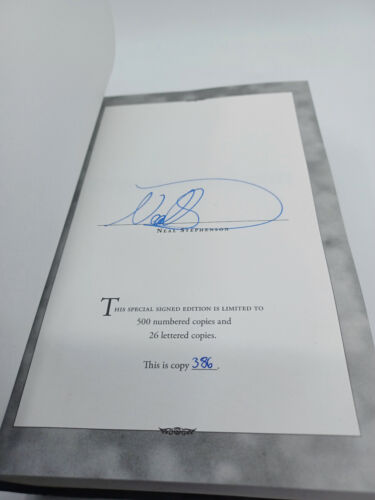 Neal S
NEAL STEPHENSON
THIS SPECIAL SIGNED EDITION IS LIMITED TO
500 numbered copies and
26 lettered copies.
This is copy 386.